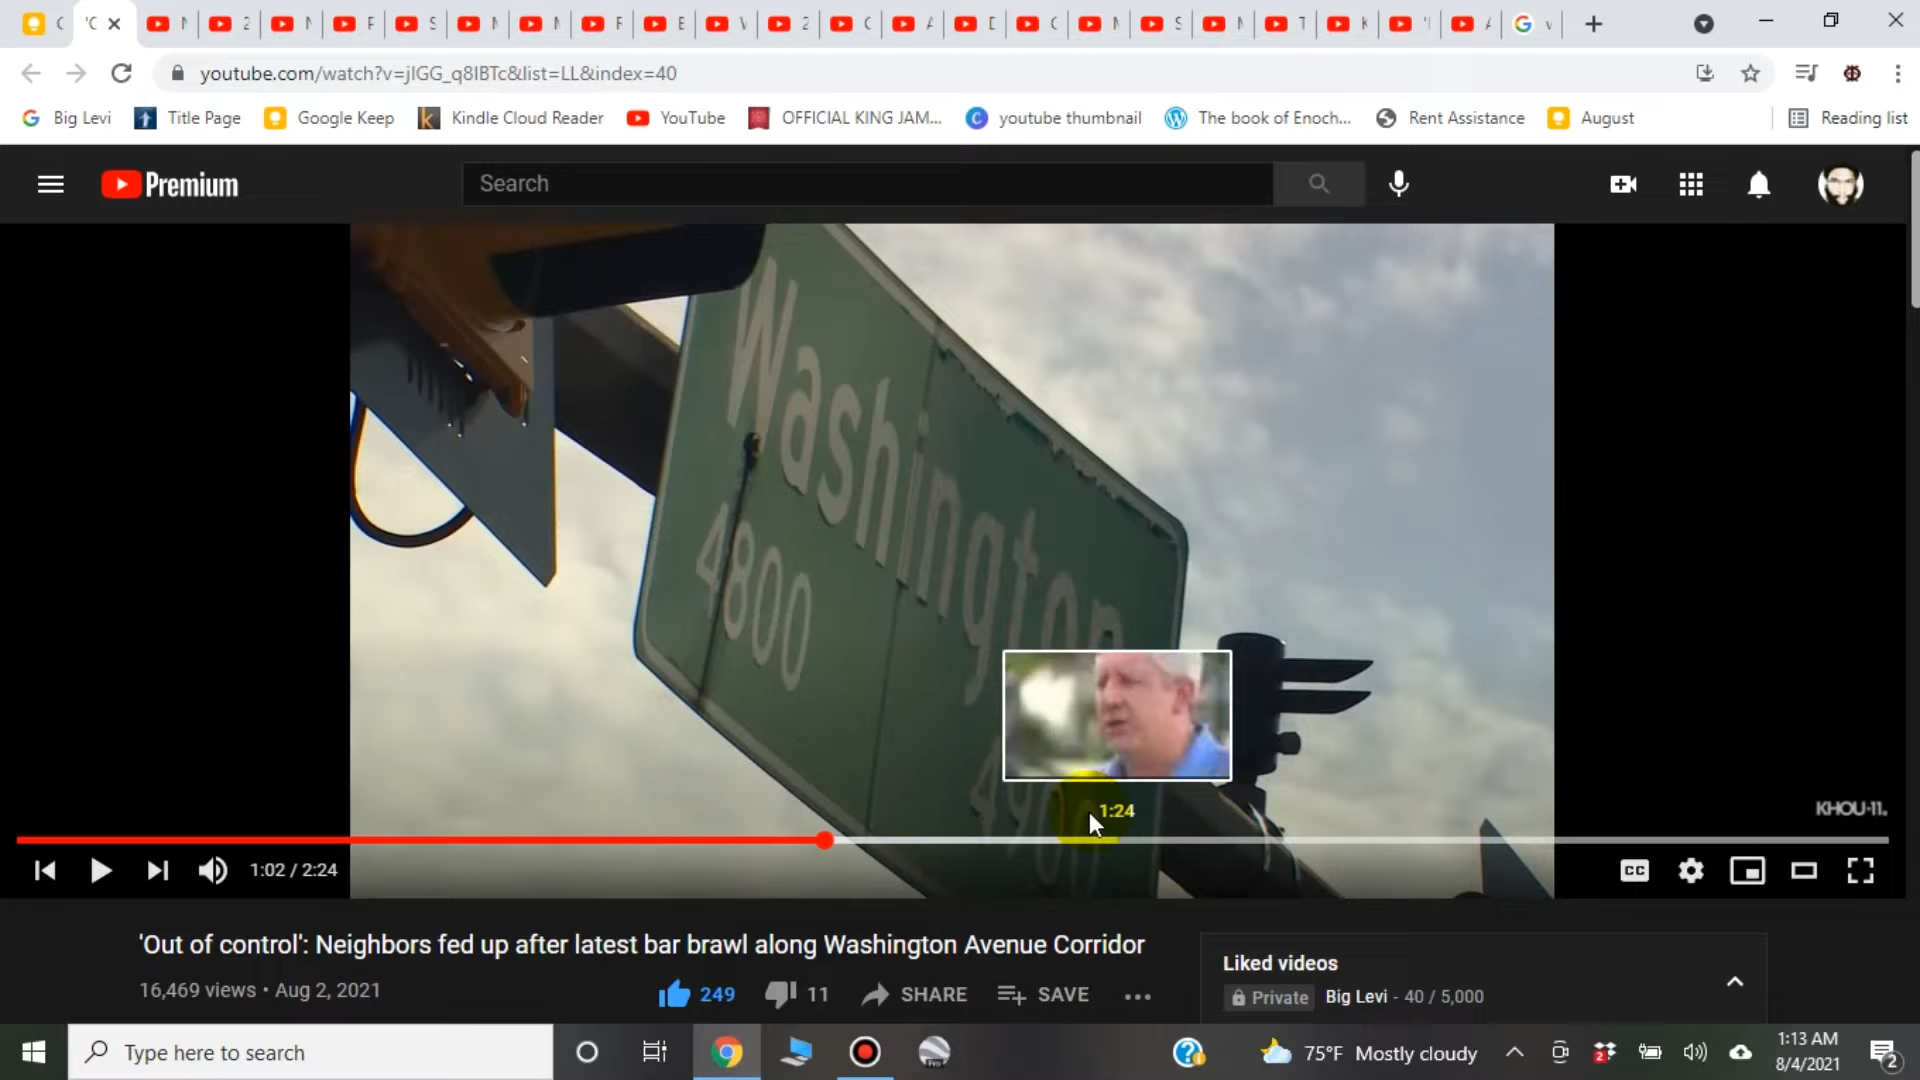 youtube.com/watch?v=jlGG_q8IBTc&list=LL&index=40
Big Levi
Title Page
Google Keep
Kindle Cloud Reader
YouTube
OFFICIAL KING JAM...
youtube thumbnail
The book of Enoch...
Rent Assistance
August
Reading list
Premium
Search
Washington
4800
4900
1:24
KHOU•11.
1:02 / 2:24
CC
'Out of control': Neighbors fed up after latest bar brawl along Washington Avenue Corridor
16,469 views • Aug 2, 2021
249
11
SHARE
SAVE
Liked videos
Private
Big Levi - 40 / 5,000
Type here to search
75°F Mostly cloudy
1:13 AM
8/4/2021
2